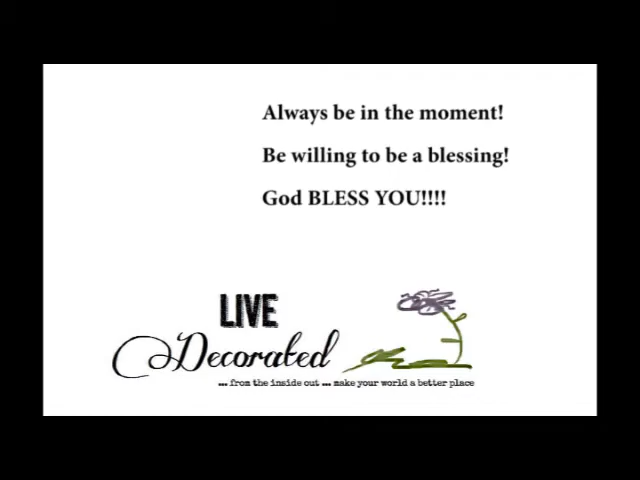 Always be in the moment!
Be willing to be a blessing!
God BLESS YOU!!!!
LIVE
Decorated
... from the inside out ... make your world a better place